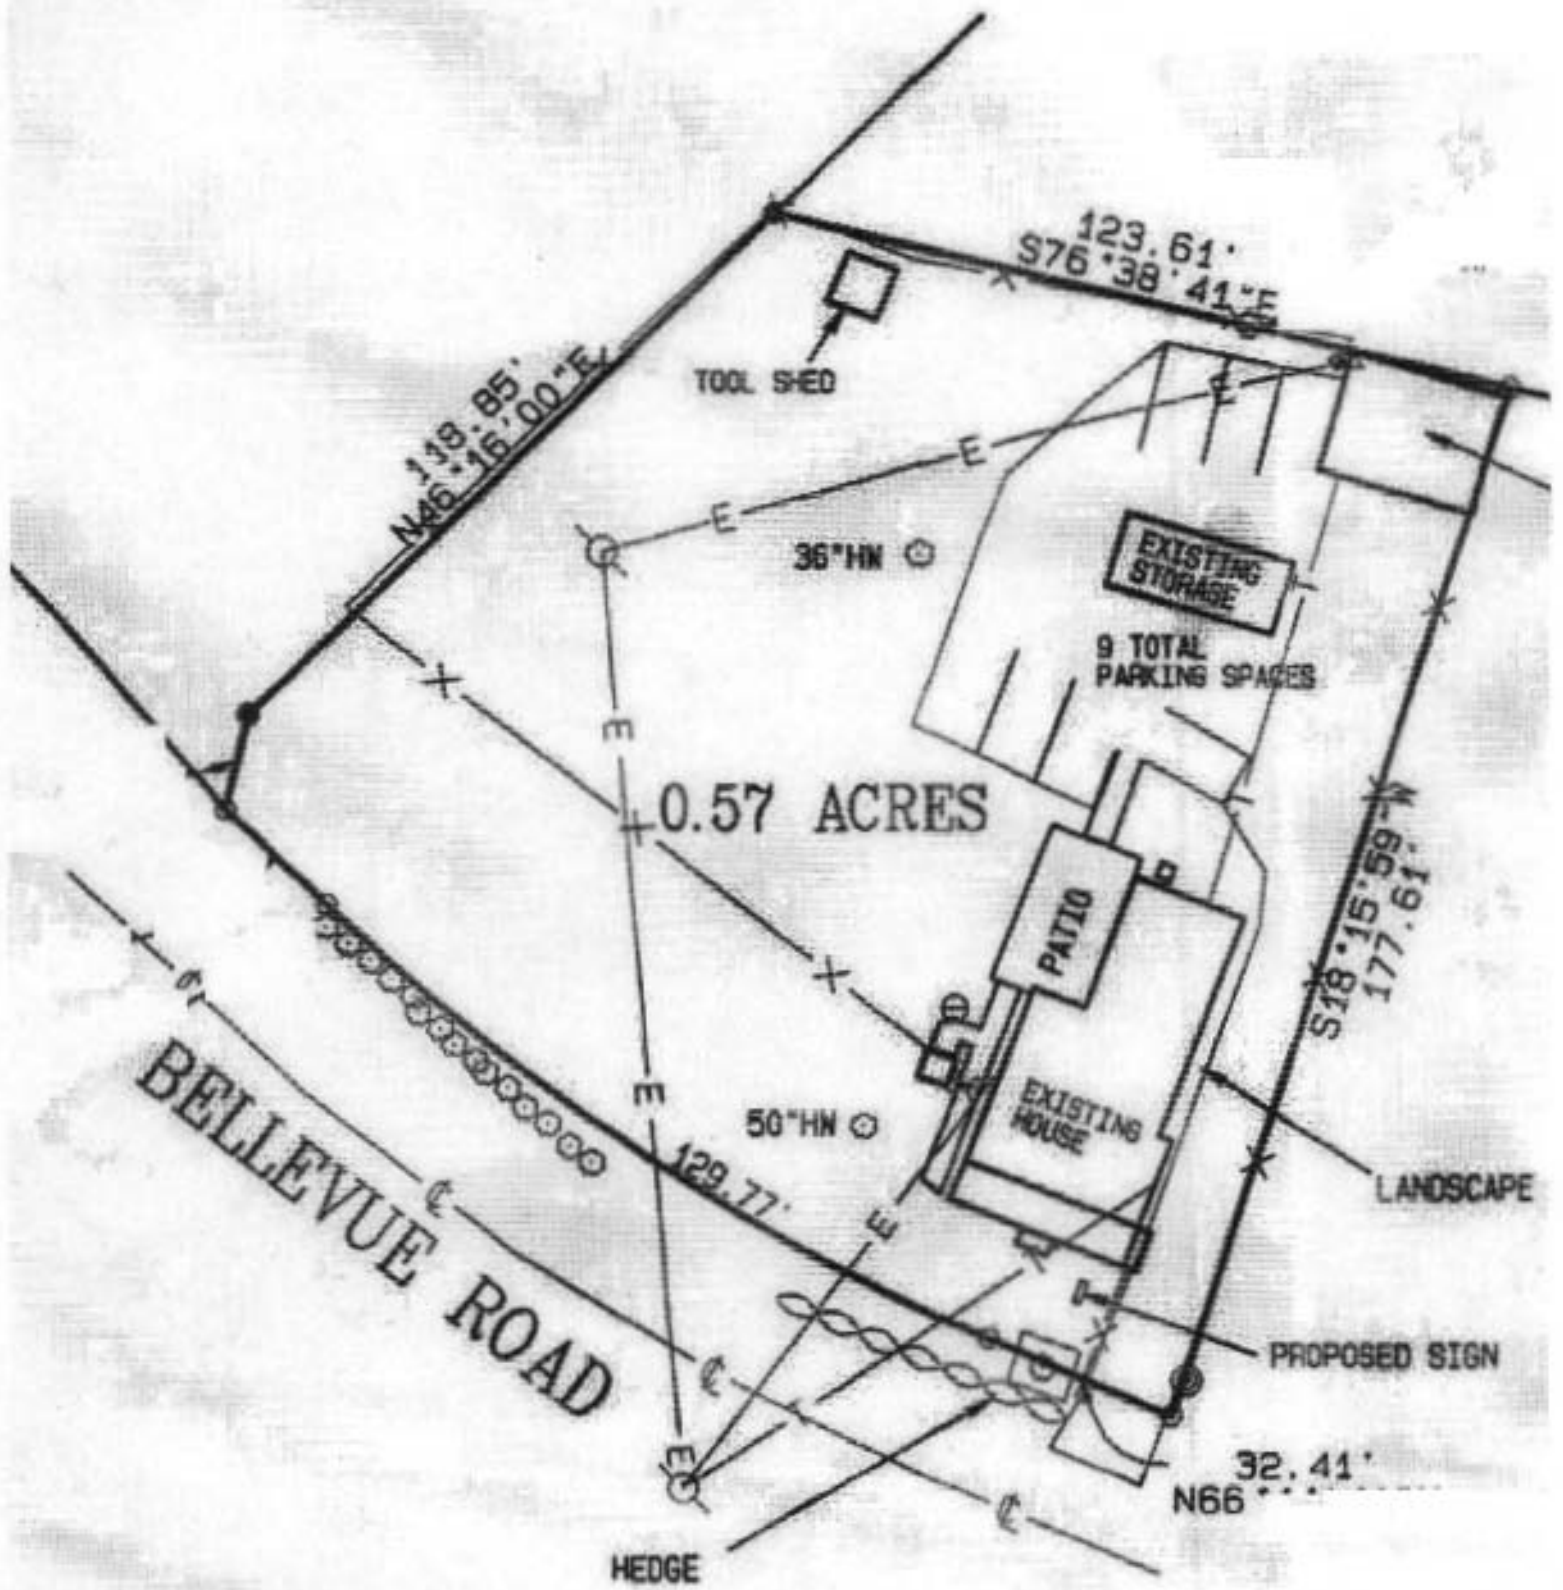 123.61'
S76°38'41"E
118.85'
N46°16'00"E
TOOL SHED
E
E
E
36"HW
EXISTING
STORAGE
9 TOTAL
PARKING SPACES
X
E
0.57 ACRES
S18°15'59"W
177.61'
PATIO
X
E
50"HW
EXISTING
HOUSE
BELLEVUE ROAD
129.77'
LANDSCAPE
E
PROPOSED SIGN
E
32.41'
N66
HEDGE